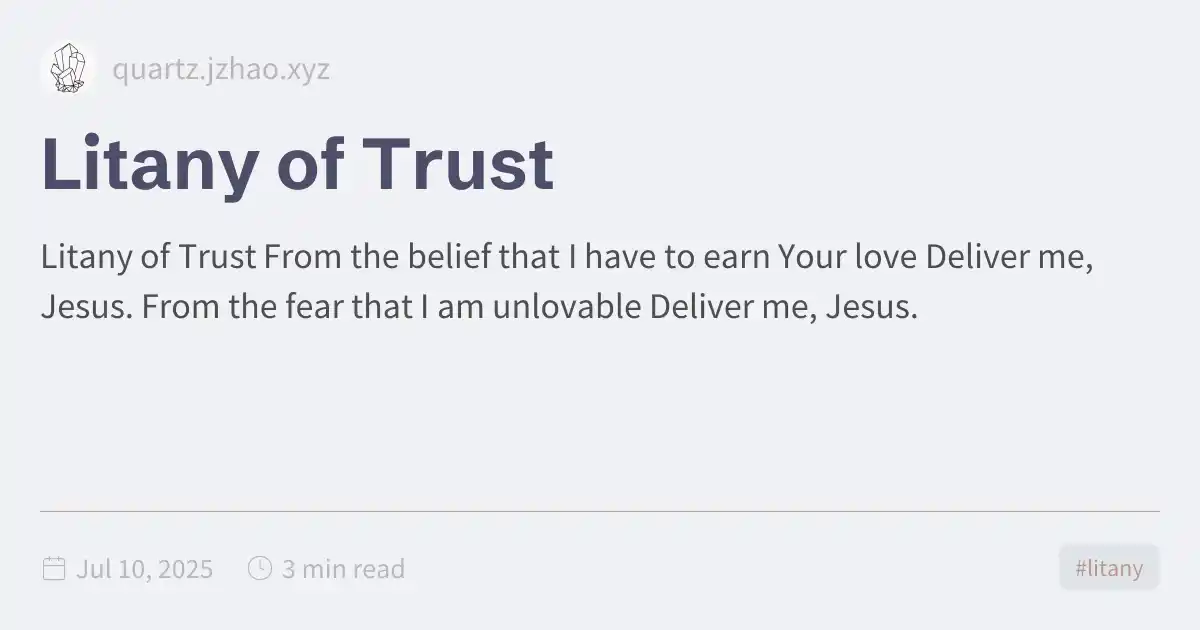 quartz.jzhao.xyz
Litany of Trust
Litany of Trust From the belief that I have to earn Your love Deliver me,
Jesus. From the fear that I am unlovable Deliver me, Jesus.
Jul 10, 2025
3 min read
#litany